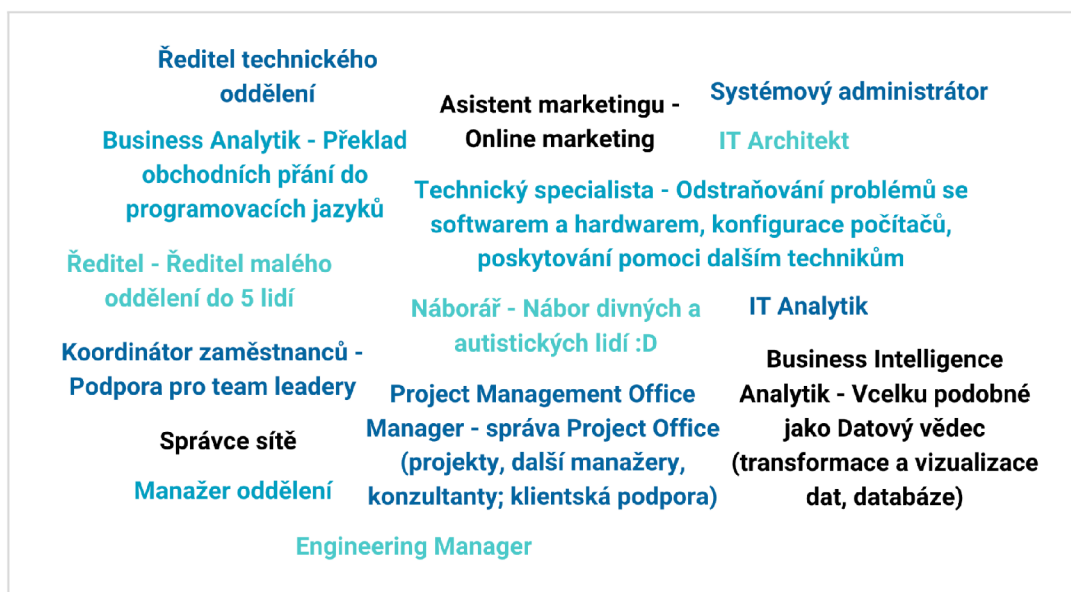 Ředitel technického
oddělení
Asistent marketingu -
Online marketing
Systémový administrátor
Business Analytik - Překlad
obchodních přání do
programovacích jazyků
IT Architekt
Technický specialista - Odstraňování problémů se
softwarem a hardwarem, konfigurace počítačů,
poskytování pomoci dalším technikům
Ředitel - Ředitel malého
oddělení do 5 lidí
Náborář - Nábor divných a
autistických lidí :D
IT Analytik
Koordinátor zaměstnanců -
Podpora pro team leadery
Business Intelligence
Analytik - Vcelku podobné
jako Datový vědec
(transformace a vizualizace
dat, databáze)
Project Management Office
Manager - správa Project Office
(projekty, další manažery,
konzultanty; klientská podpora)
Správce sítě
Manažer oddělení
Engineering Manager